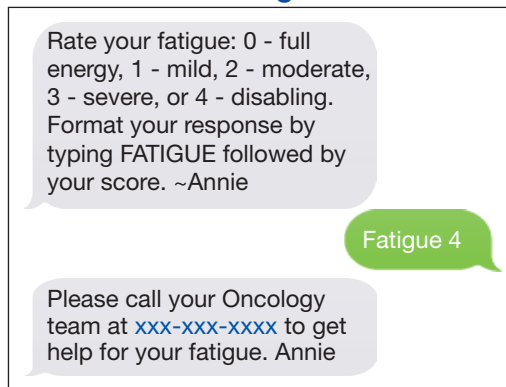 Rate your fatigue: 0 - full
energy, 1 - mild, 2 - moderate,
3 - severe, or 4 - disabling.
Format your response by
typing FATIGUE followed by
your score. ~Annie
Fatigue 4
Please call your Oncology
team at xxx-xxx-xxxx to get
help for your fatigue. Annie